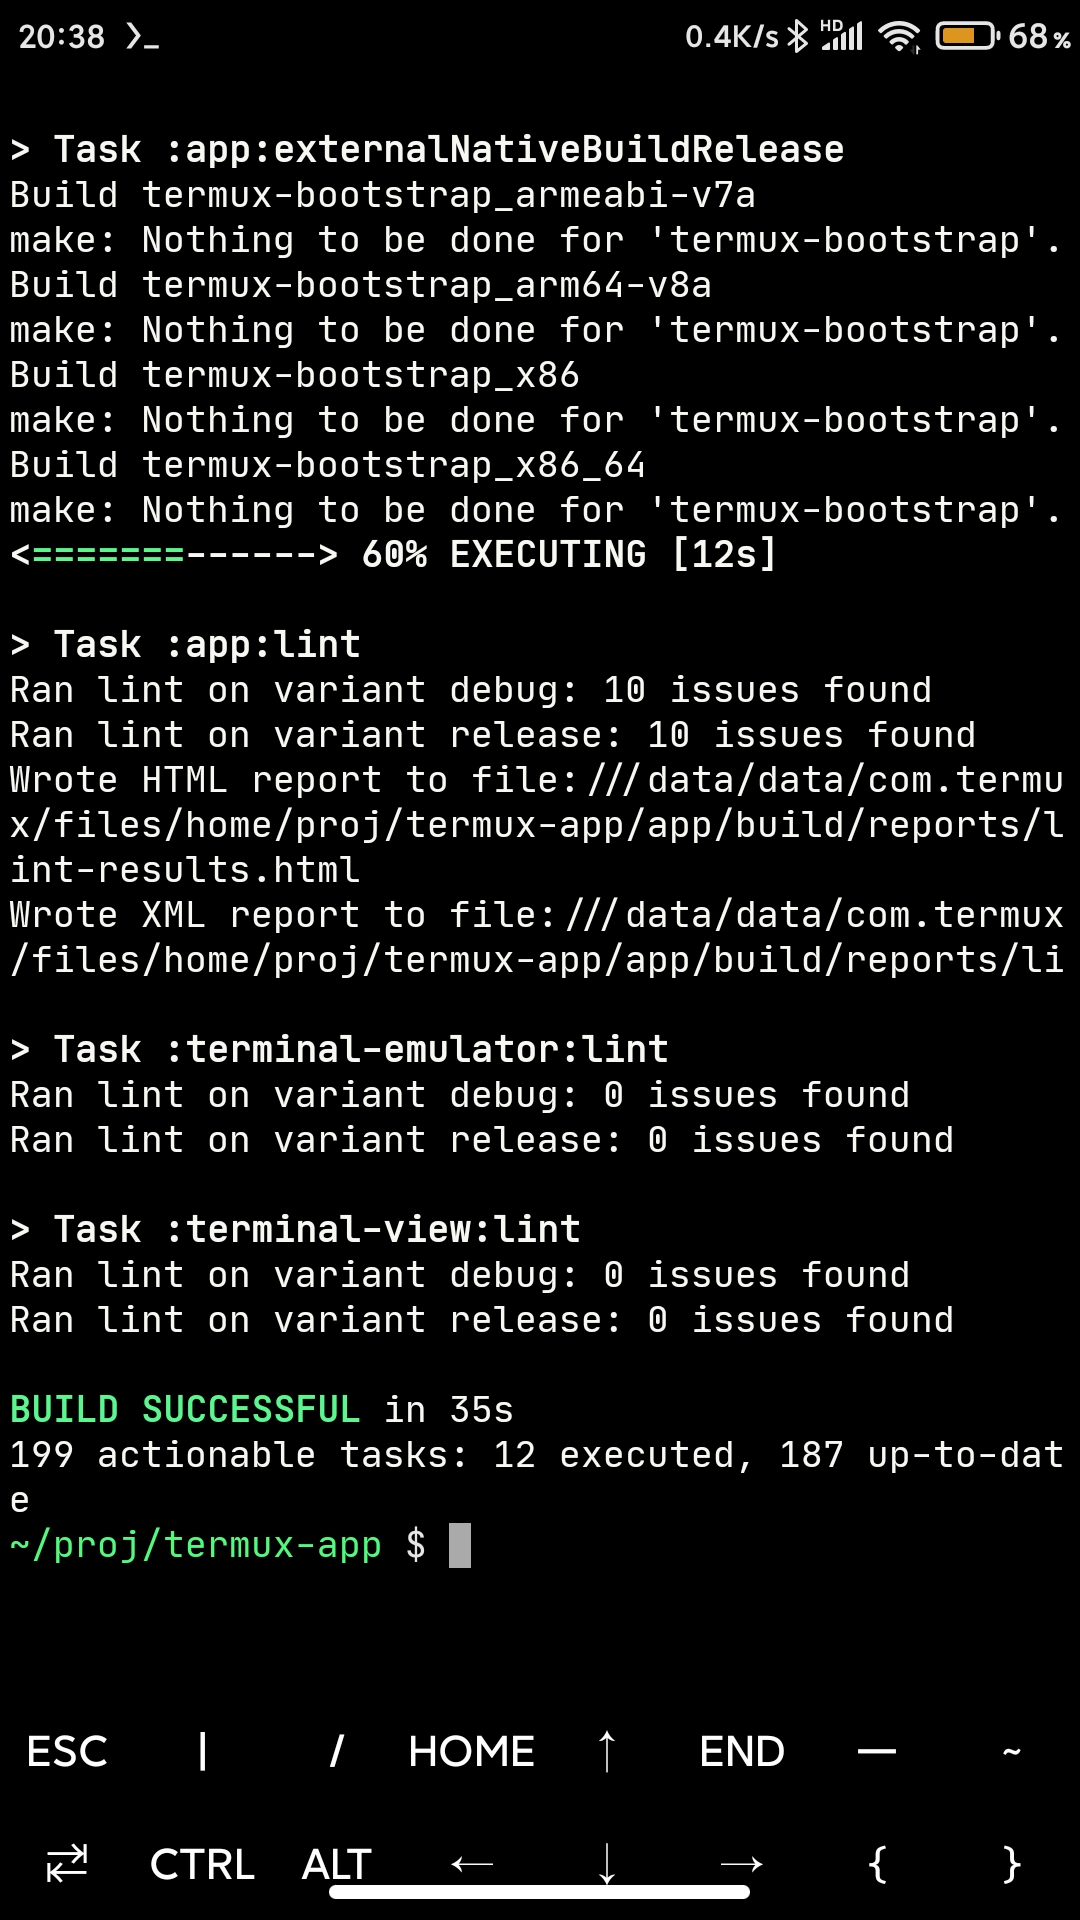 20:38 ❯_ 0.4K/s HD 68%
> Task :app:externalNativeBuildRelease
Build termux-bootstrap_armeabi-v7a
make: Nothing to be done for 'termux-bootstrap'.
Build termux-bootstrap_arm64-v8a
make: Nothing to be done for 'termux-bootstrap'.
Build termux-bootstrap_x86
make: Nothing to be done for 'termux-bootstrap'.
Build termux-bootstrap_x86_64
make: Nothing to be done for 'termux-bootstrap'.
<=======------> 60% EXECUTING [12s]
> Task :app:lint
Ran lint on variant debug: 10 issues found
Ran lint on variant release: 10 issues found
Wrote HTML report to file:///data/data/com.termu
x/files/home/proj/termux-app/app/build/reports/l
int-results.html
Wrote XML report to file:///data/data/com.termux
/files/home/proj/termux-app/app/build/reports/li
> Task :terminal-emulator:lint
Ran lint on variant debug: 0 issues found
Ran lint on variant release: 0 issues found
> Task :terminal-view:lint
Ran lint on variant debug: 0 issues found
Ran lint on variant release: 0 issues found
BUILD SUCCESSFUL in 35s
199 actionable tasks: 12 executed, 187 up-to-dat
e
~/proj/termux-app $
ESC | / HOME ↑ END — ~
⇄ CTRL ALT ← ↓ → { }